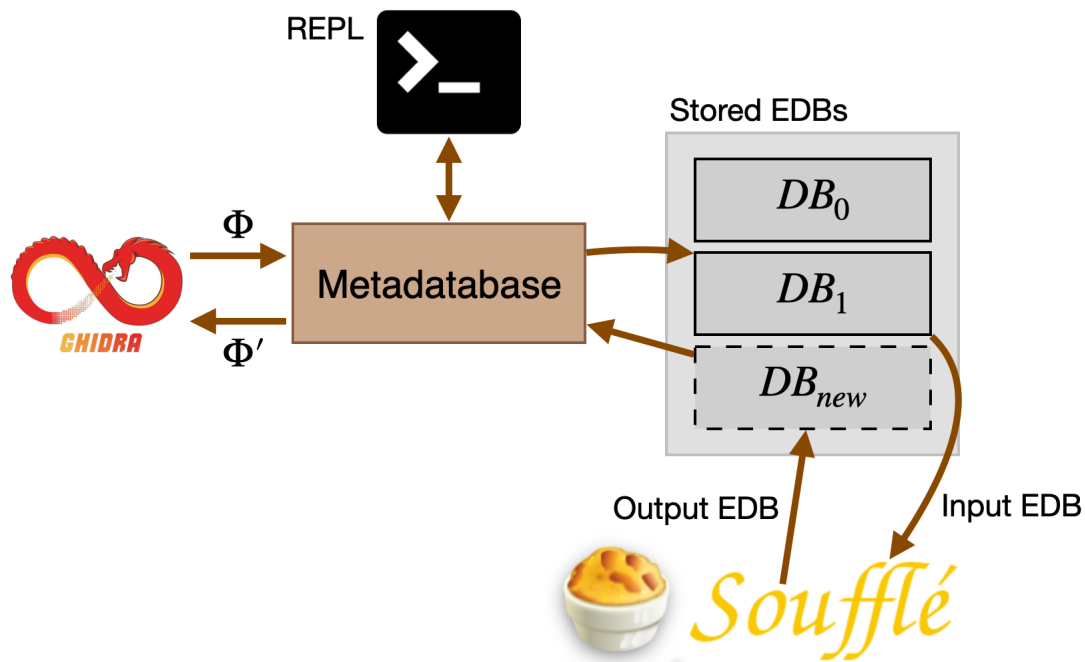 REPL
>_
Stored EDBs
DB₀
Φ
Metadatabase
DB₁
GHIDRA
Φ′
DBₙₑw
Output EDB
Input EDB
Soufflé